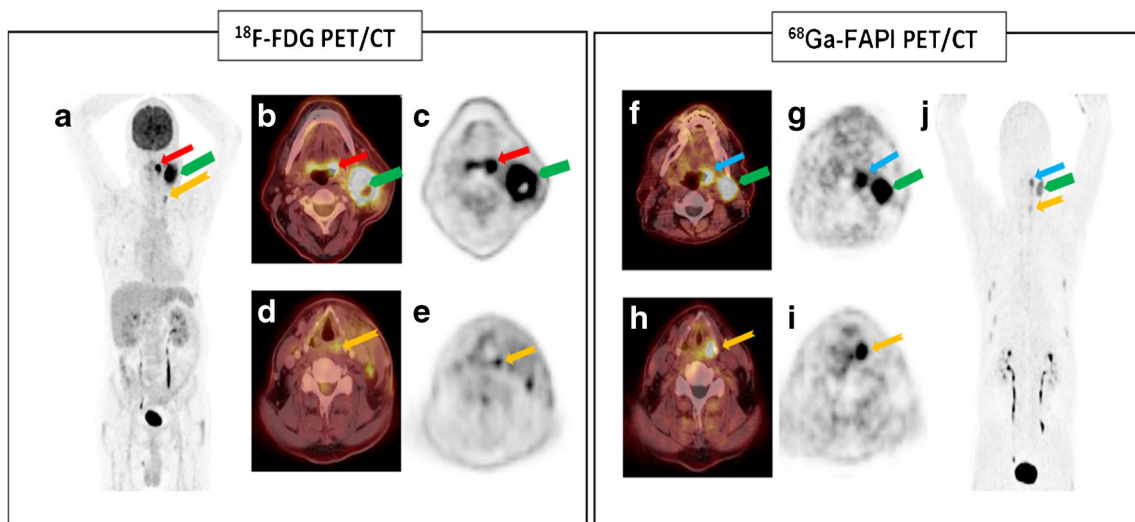 ¹⁸F-FDG PET/CT
⁶⁸Ga-FAPI PET/CT
a
b
c
d
e
f
g
j
h
i